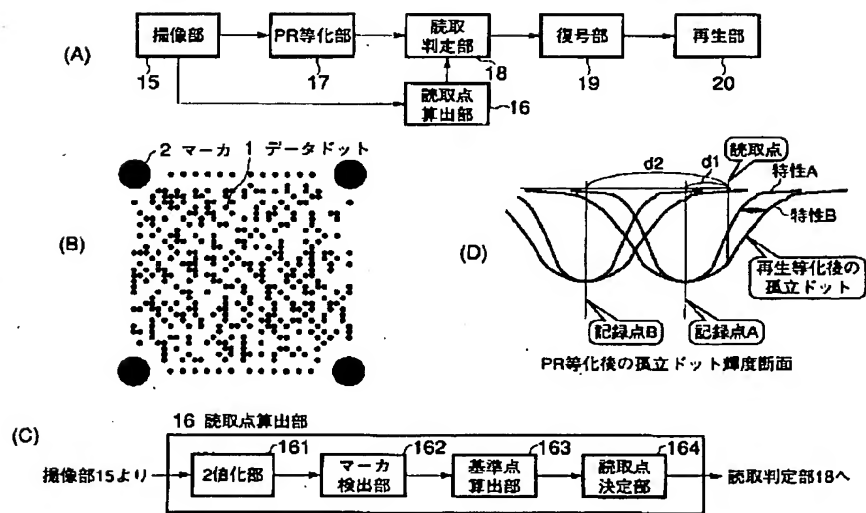 (A)
撮像部
15
PR等化部
17
読取
判定部
18
復号部
19
再生部
20
読取点
算出部
16
(B)
2 マーカ
1 データドット
(D)
d2
d1
読取点
特性A
特性B
再生等化後の
孤立ドット
記録点B
記録点A
PR等化後の孤立ドット輝度断面
(C)
16 読取点算出部
撮像部15より
161
2値化部
162
マーカ
検出部
163
基準点
算出部
164
読取点
決定部
読取判定部18へ